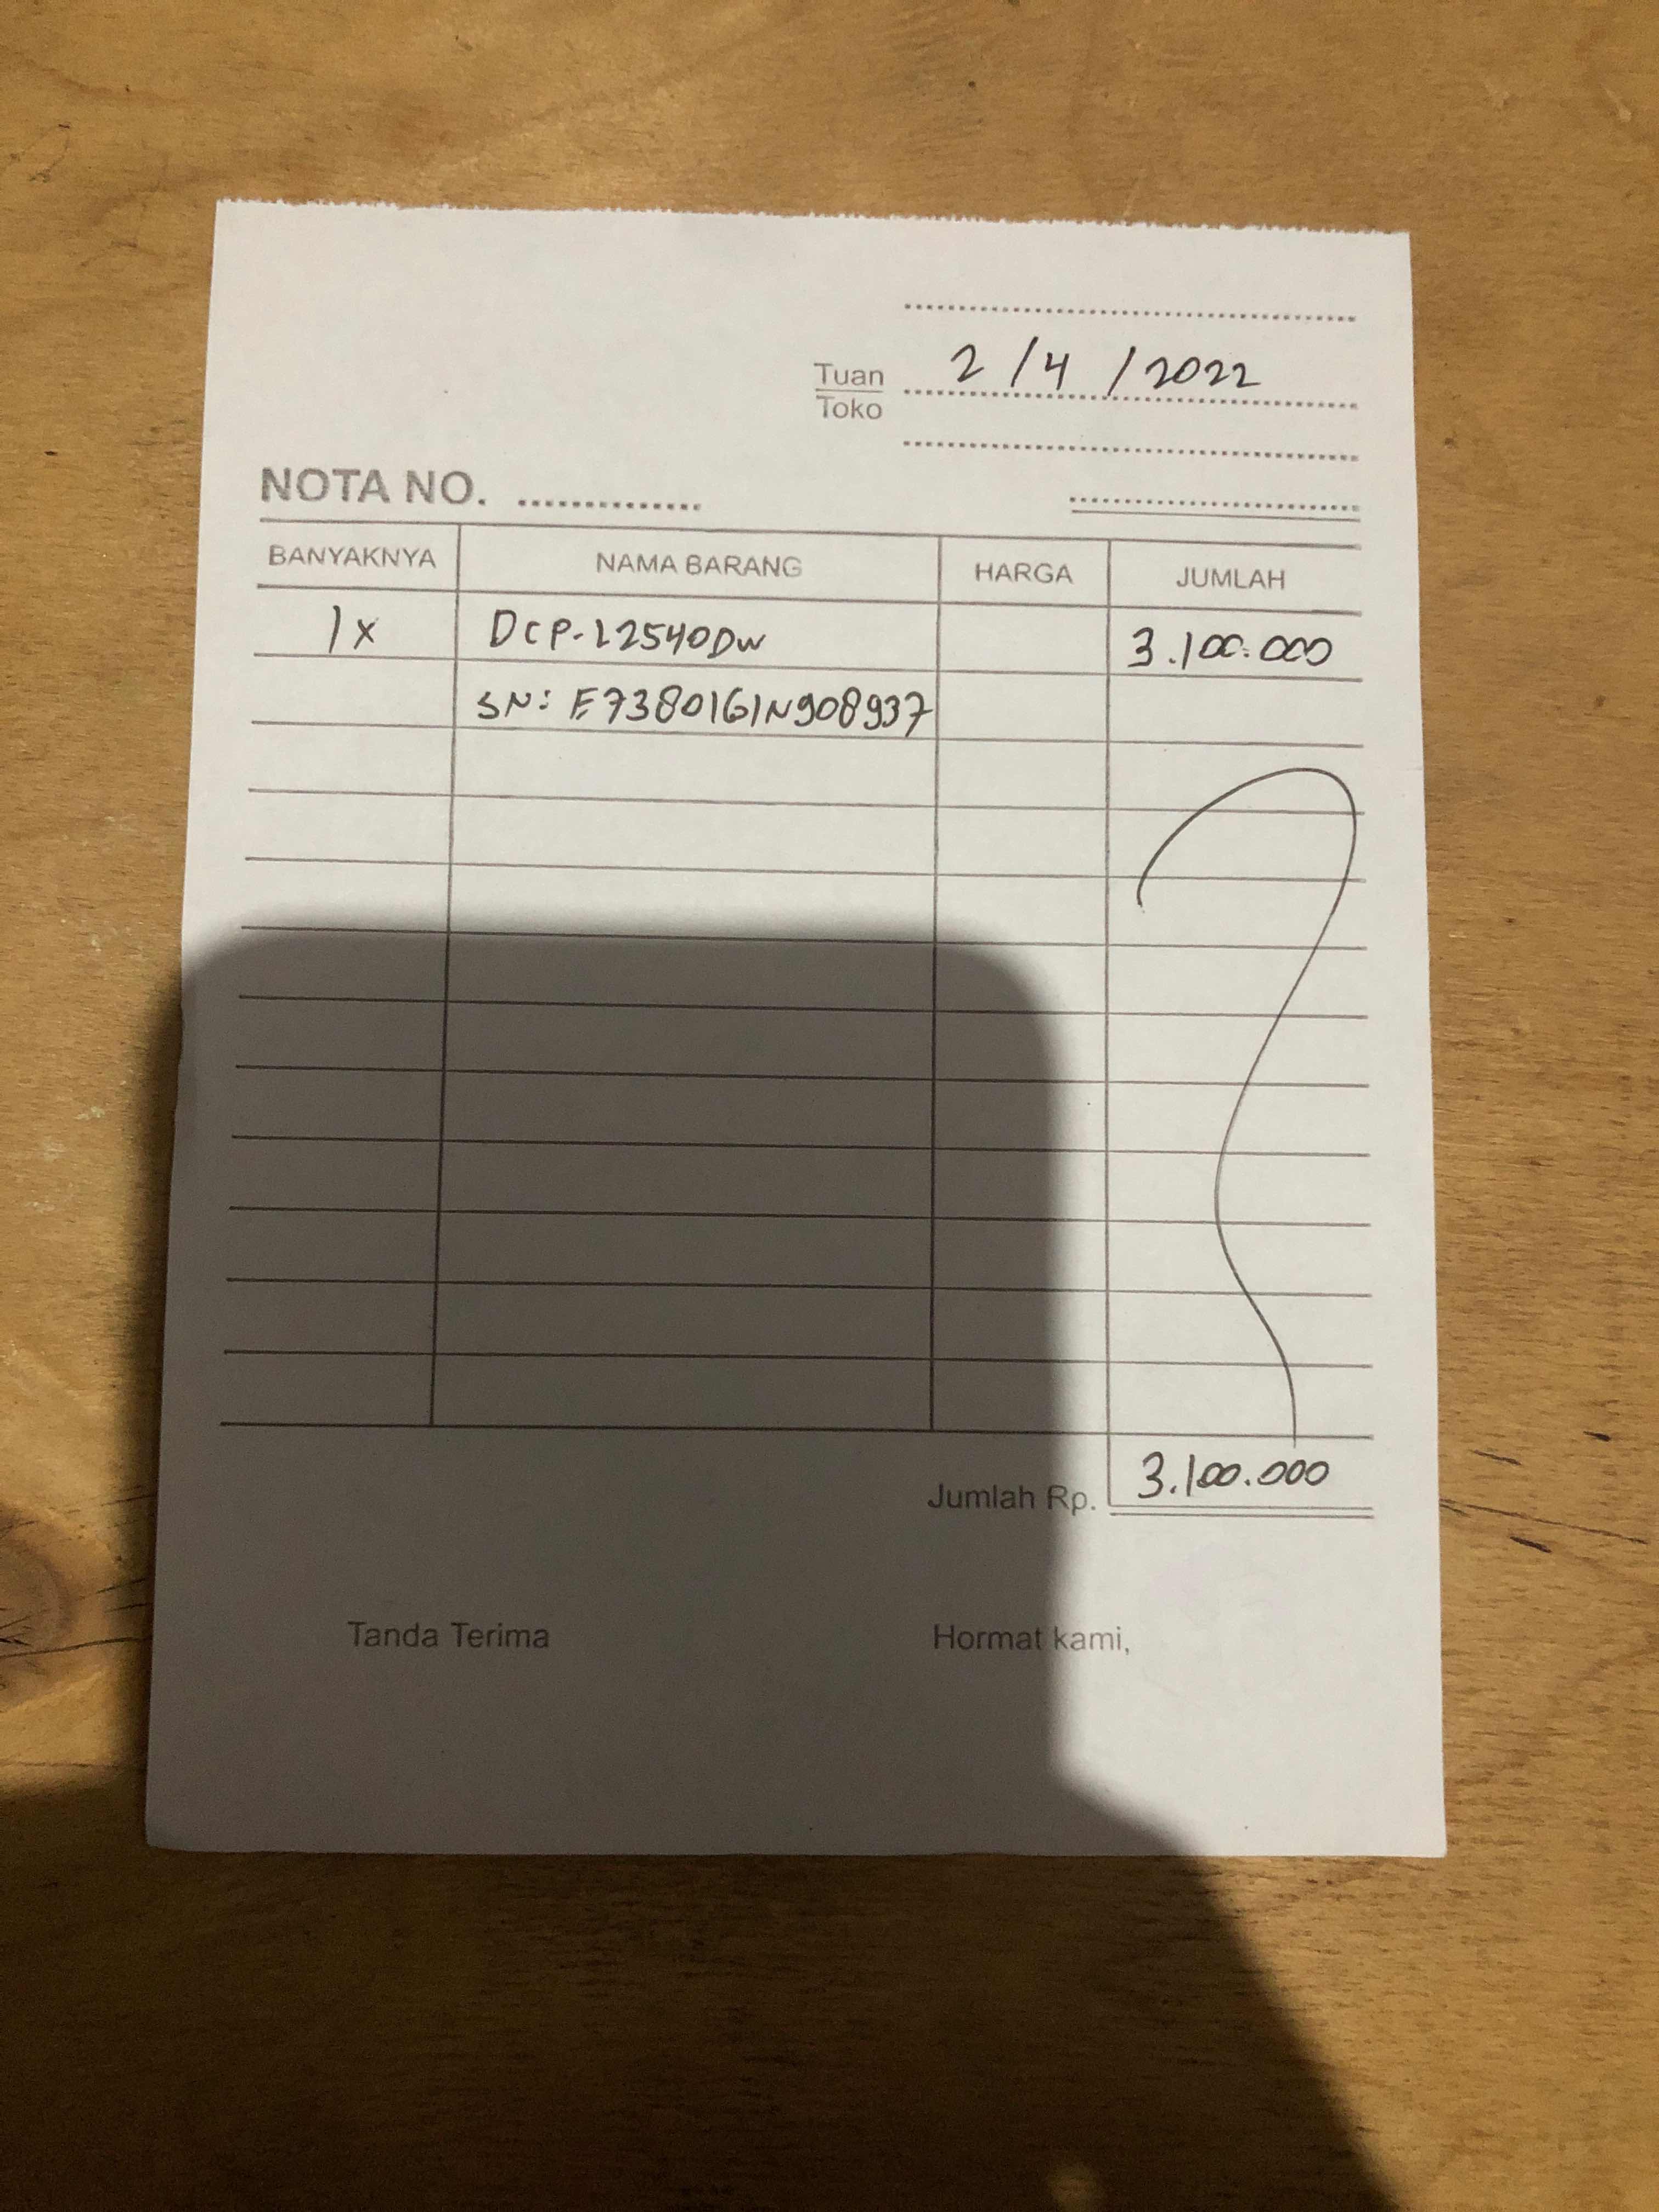 2/4/2022
Tuan
Toko
NOTA NO. ..............
BANYAKNYA NAMA BARANG HARGA JUMLAH
1x DCP-L2540DW 3.100.000
SN: E73801G1N908937
Jumlah Rp. 3.100.000
Tanda Terima Hormat kami,